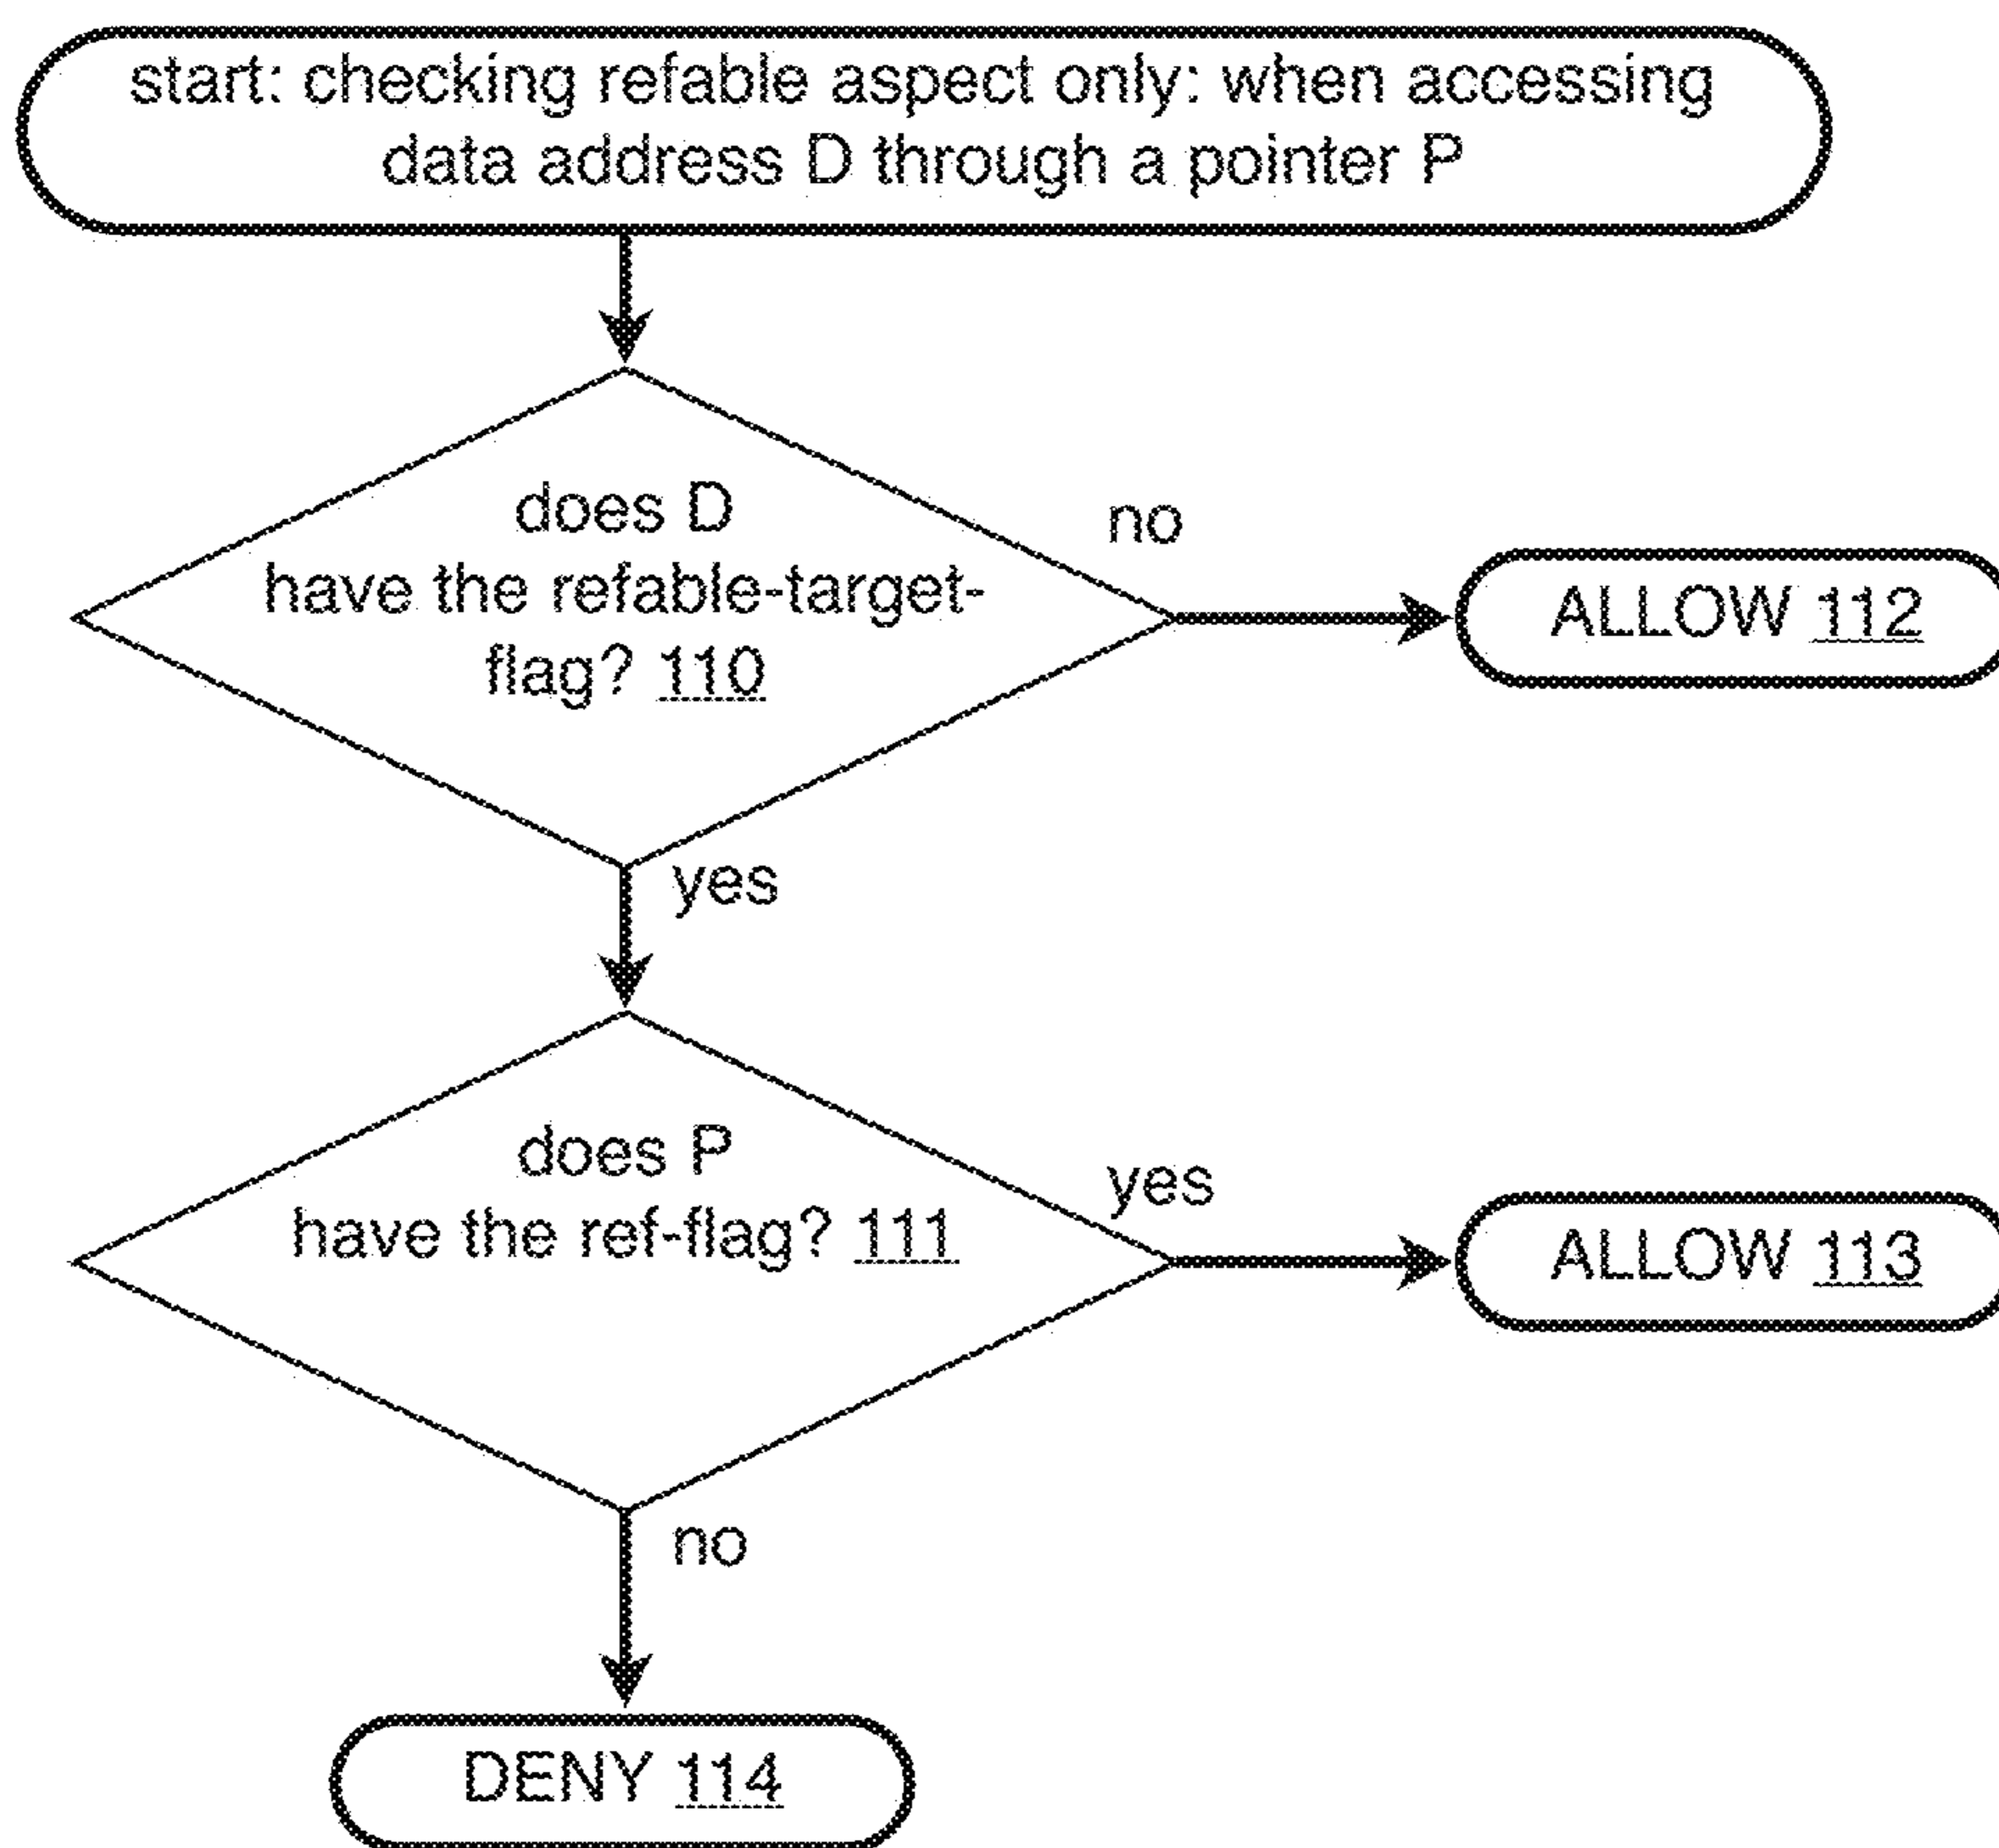 start: checking refable aspect only: when accessing
data address D through a pointer P
does D
have the refable-target-
flag? 110
no
ALLOW 112
yes
does P
have the ref-flag? 111
yes
ALLOW 113
no
DENY 114